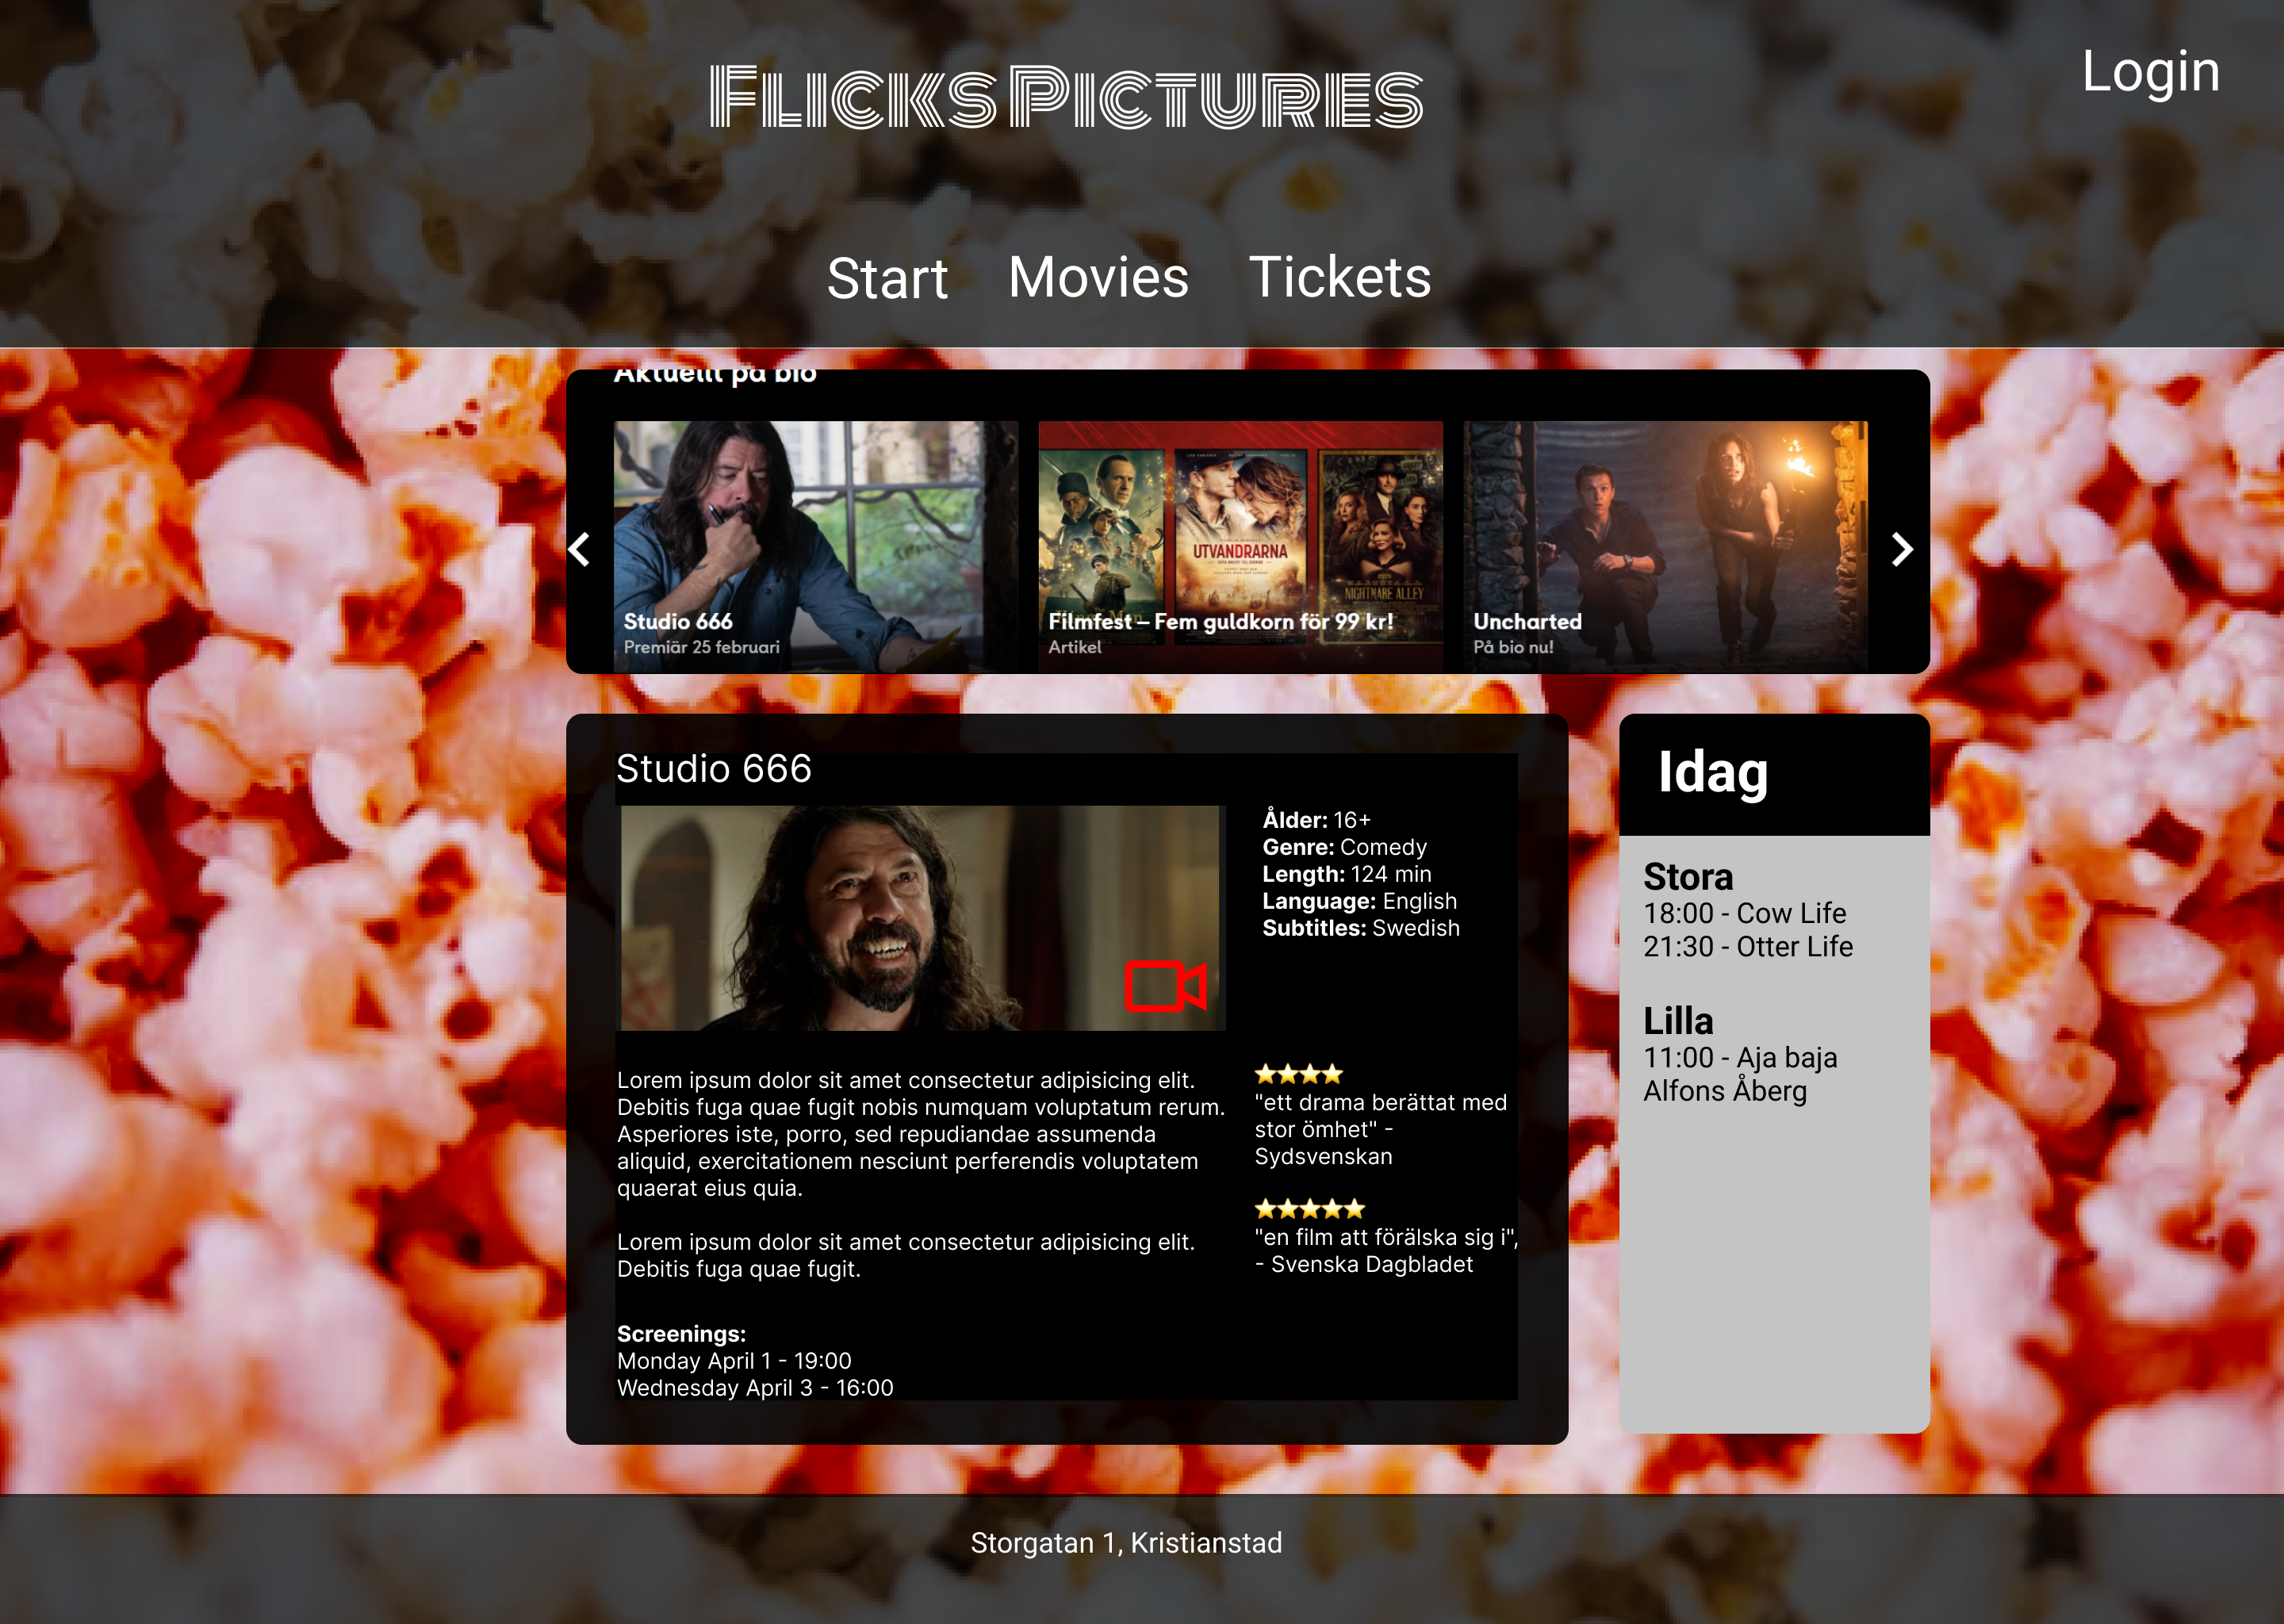 Flicks Pictures
Login
Start Movies Tickets
Aktuellt på bio
UTVANDRARNA
NIGHTMARE ALLEY
Studio 666
Premiär 25 februari
Filmfest – Fem guldkorn för 99 kr!
Artikel
Uncharted
På bio nu!
Studio 666
Ålder: 16+
Genre: Comedy
Length: 124 min
Language: English
Subtitles: Swedish
Lorem ipsum dolor sit amet consectetur adipisicing elit.
Debitis fuga quae fugit nobis numquam voluptatum rerum.
Asperiores iste, porro, sed repudiandae assumenda
aliquid, exercitationem nesciunt perferendis voluptatem
quaerat eius quia.
Lorem ipsum dolor sit amet consectetur adipisicing elit.
Debitis fuga quae fugit.
Screenings:
Monday April 1 - 19:00
Wednesday April 3 - 16:00
⭐⭐⭐⭐
"ett drama berättat med
stor ömhet" -
Sydsvenskan
⭐⭐⭐⭐⭐
"en film att förälska sig i",
- Svenska Dagbladet
Idag
Stora
18:00 - Cow Life
21:30 - Otter Life
Lilla
11:00 - Aja baja
Alfons Åberg
Storgatan 1, Kristianstad